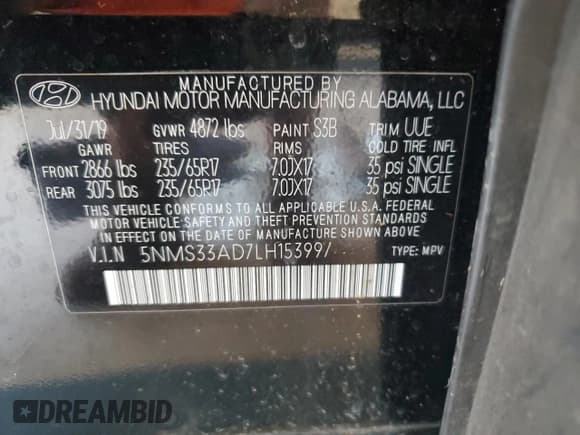 MANUFACTURED BY
HYUNDAI MOTOR MANUFACTURING ALABAMA, LLC
Jul/31/19 GVWR 4872 lbs PAINT S3B TRIM UUE
GAWR TIRES RIMS COLD TIRE INFL
FRONT 2866 lbs 235/65R17 7.0JX17 35 psi SINGLE
REAR 3075 lbs 235/65R17 7.0JX17 35 psi SINGLE
THIS VEHICLE CONFORMS TO ALL APPLICABLE U.S.A. FEDERAL
MOTOR VEHICLE SAFETY AND THEFT PREVENTION STANDARDS
IN EFFECT ON THE DATE OF MANUFACTURE SHOWN ABOVE
V.I.N 5NMS33AD7LH15399/ TYPE: MPV
DREAMBID